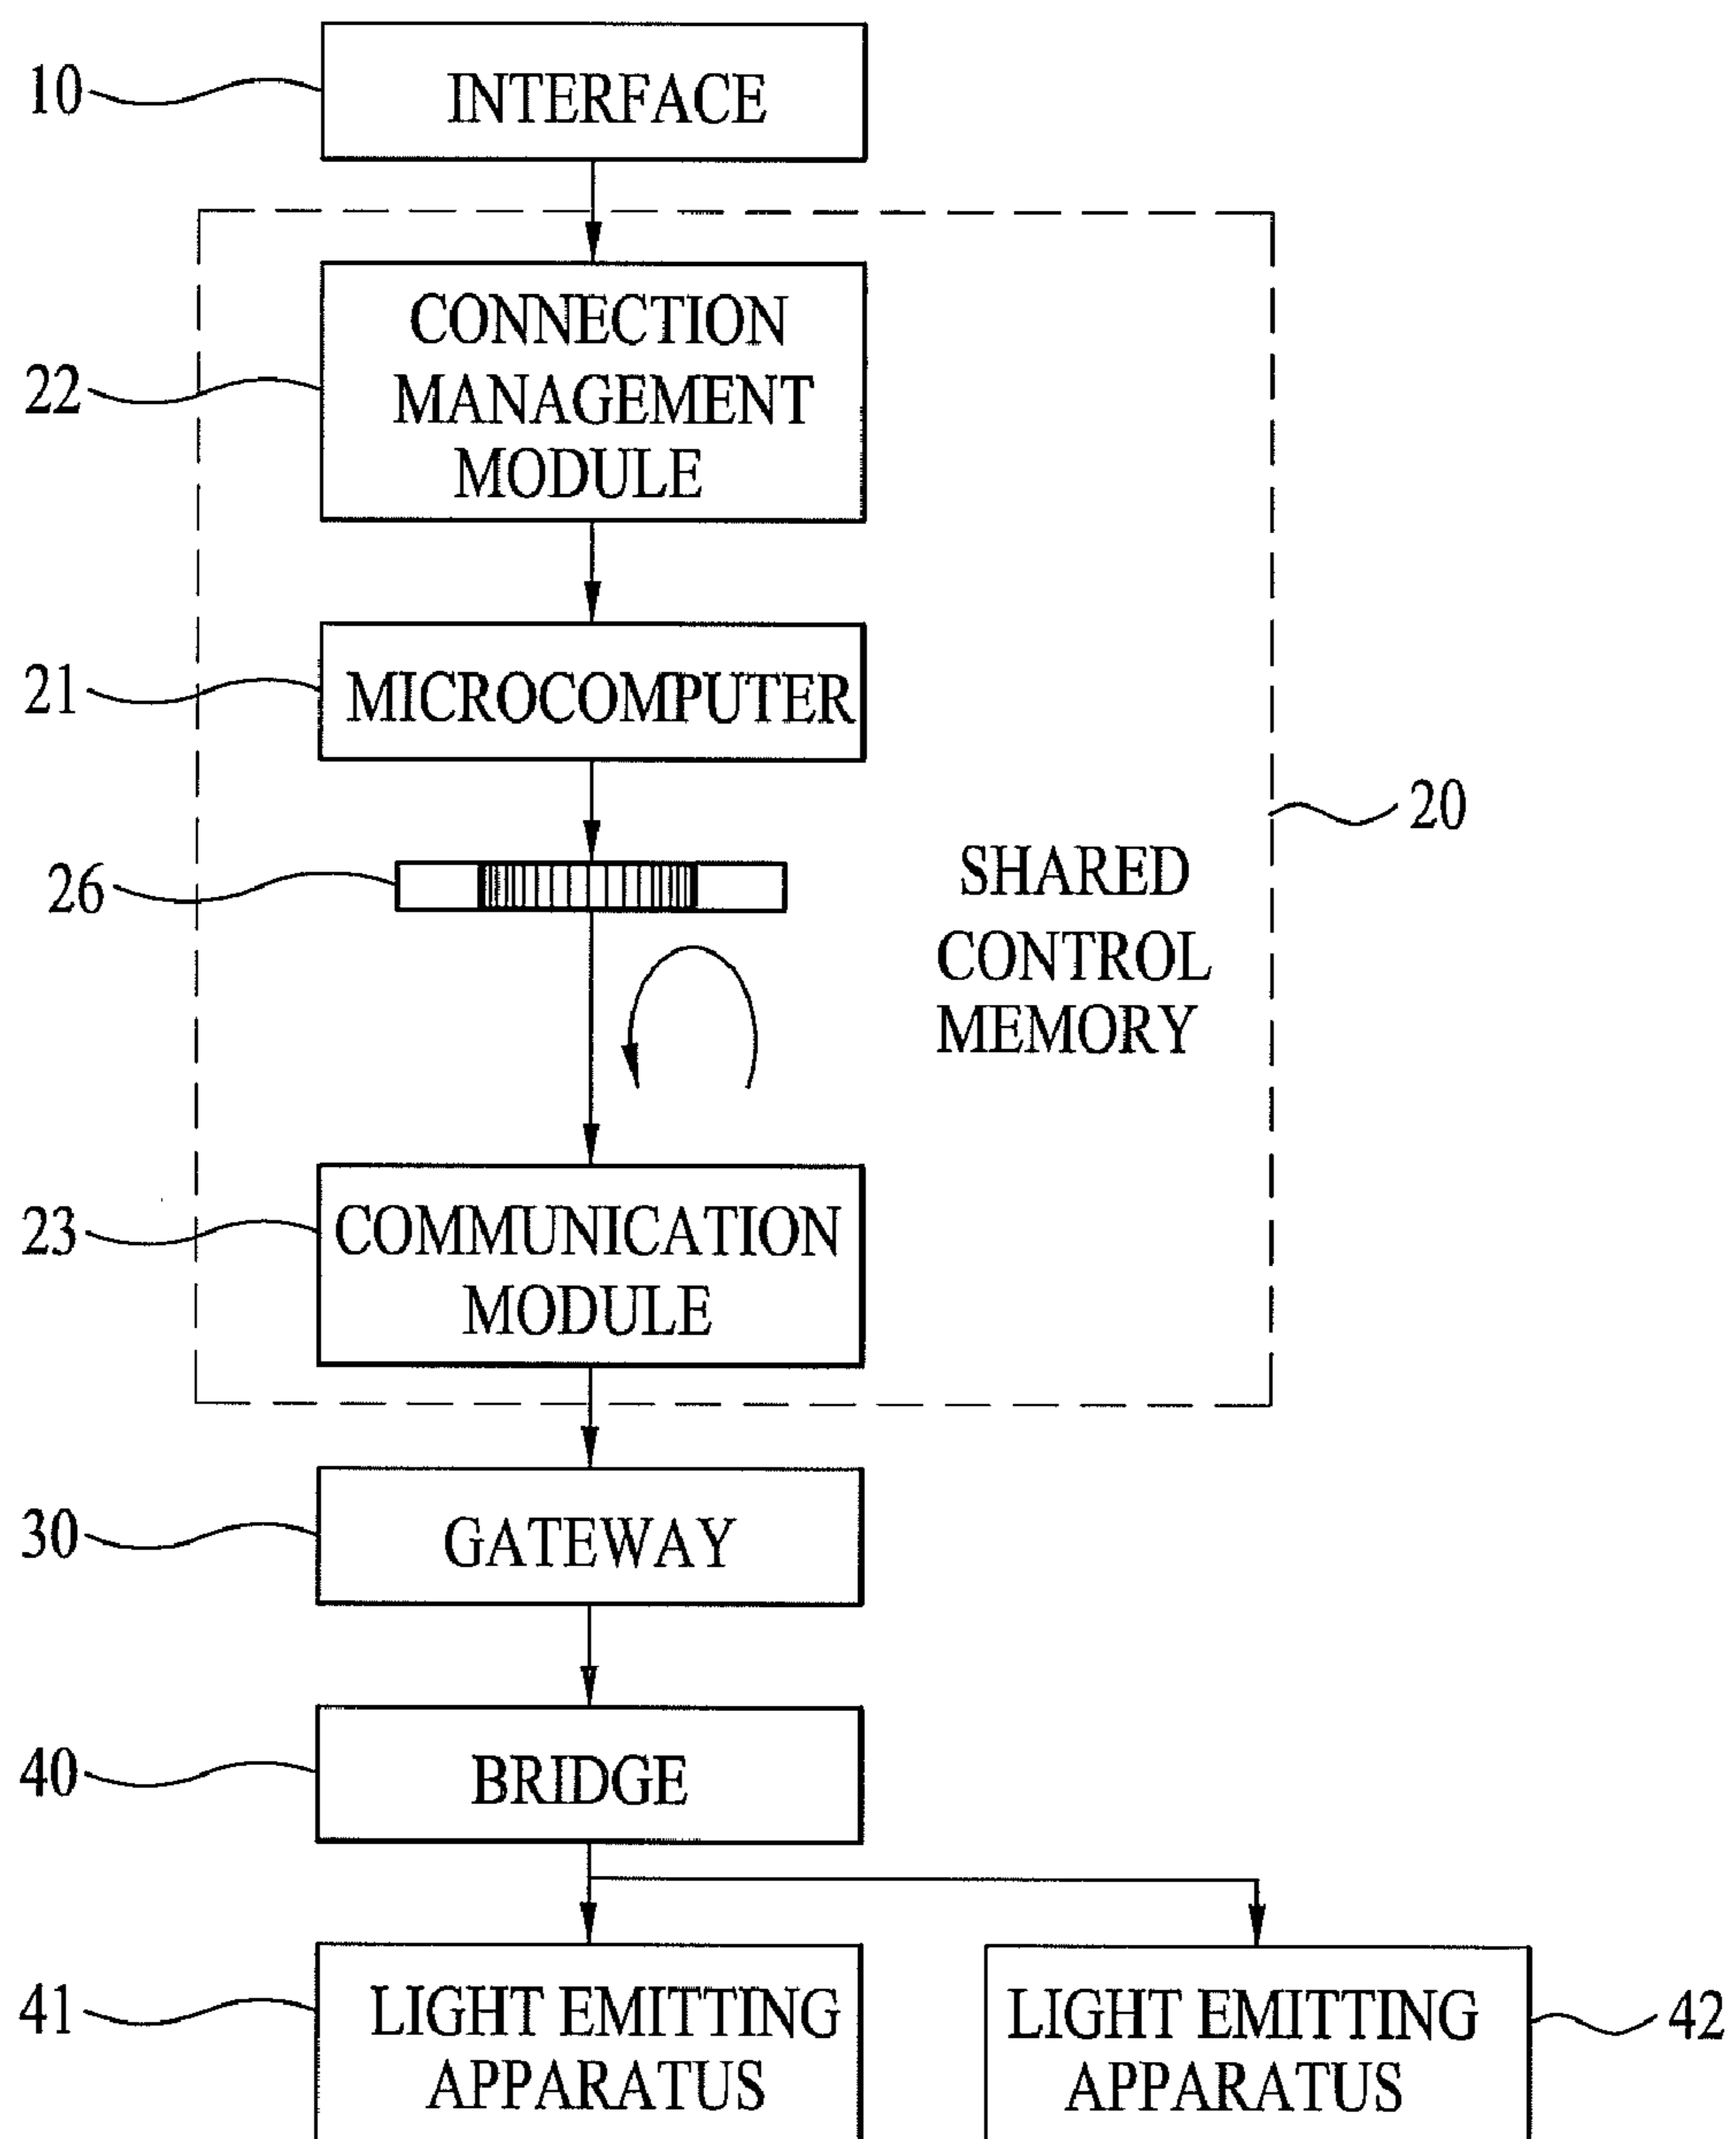 10
INTERFACE
22
CONNECTION
MANAGEMENT
MODULE
21
MICROCOMPUTER
20
26
SHARED
CONTROL
MEMORY
23
COMMUNICATION
MODULE
30
GATEWAY
40
BRIDGE
41
LIGHT EMITTING
APPARATUS
LIGHT EMITTING
APPARATUS
42